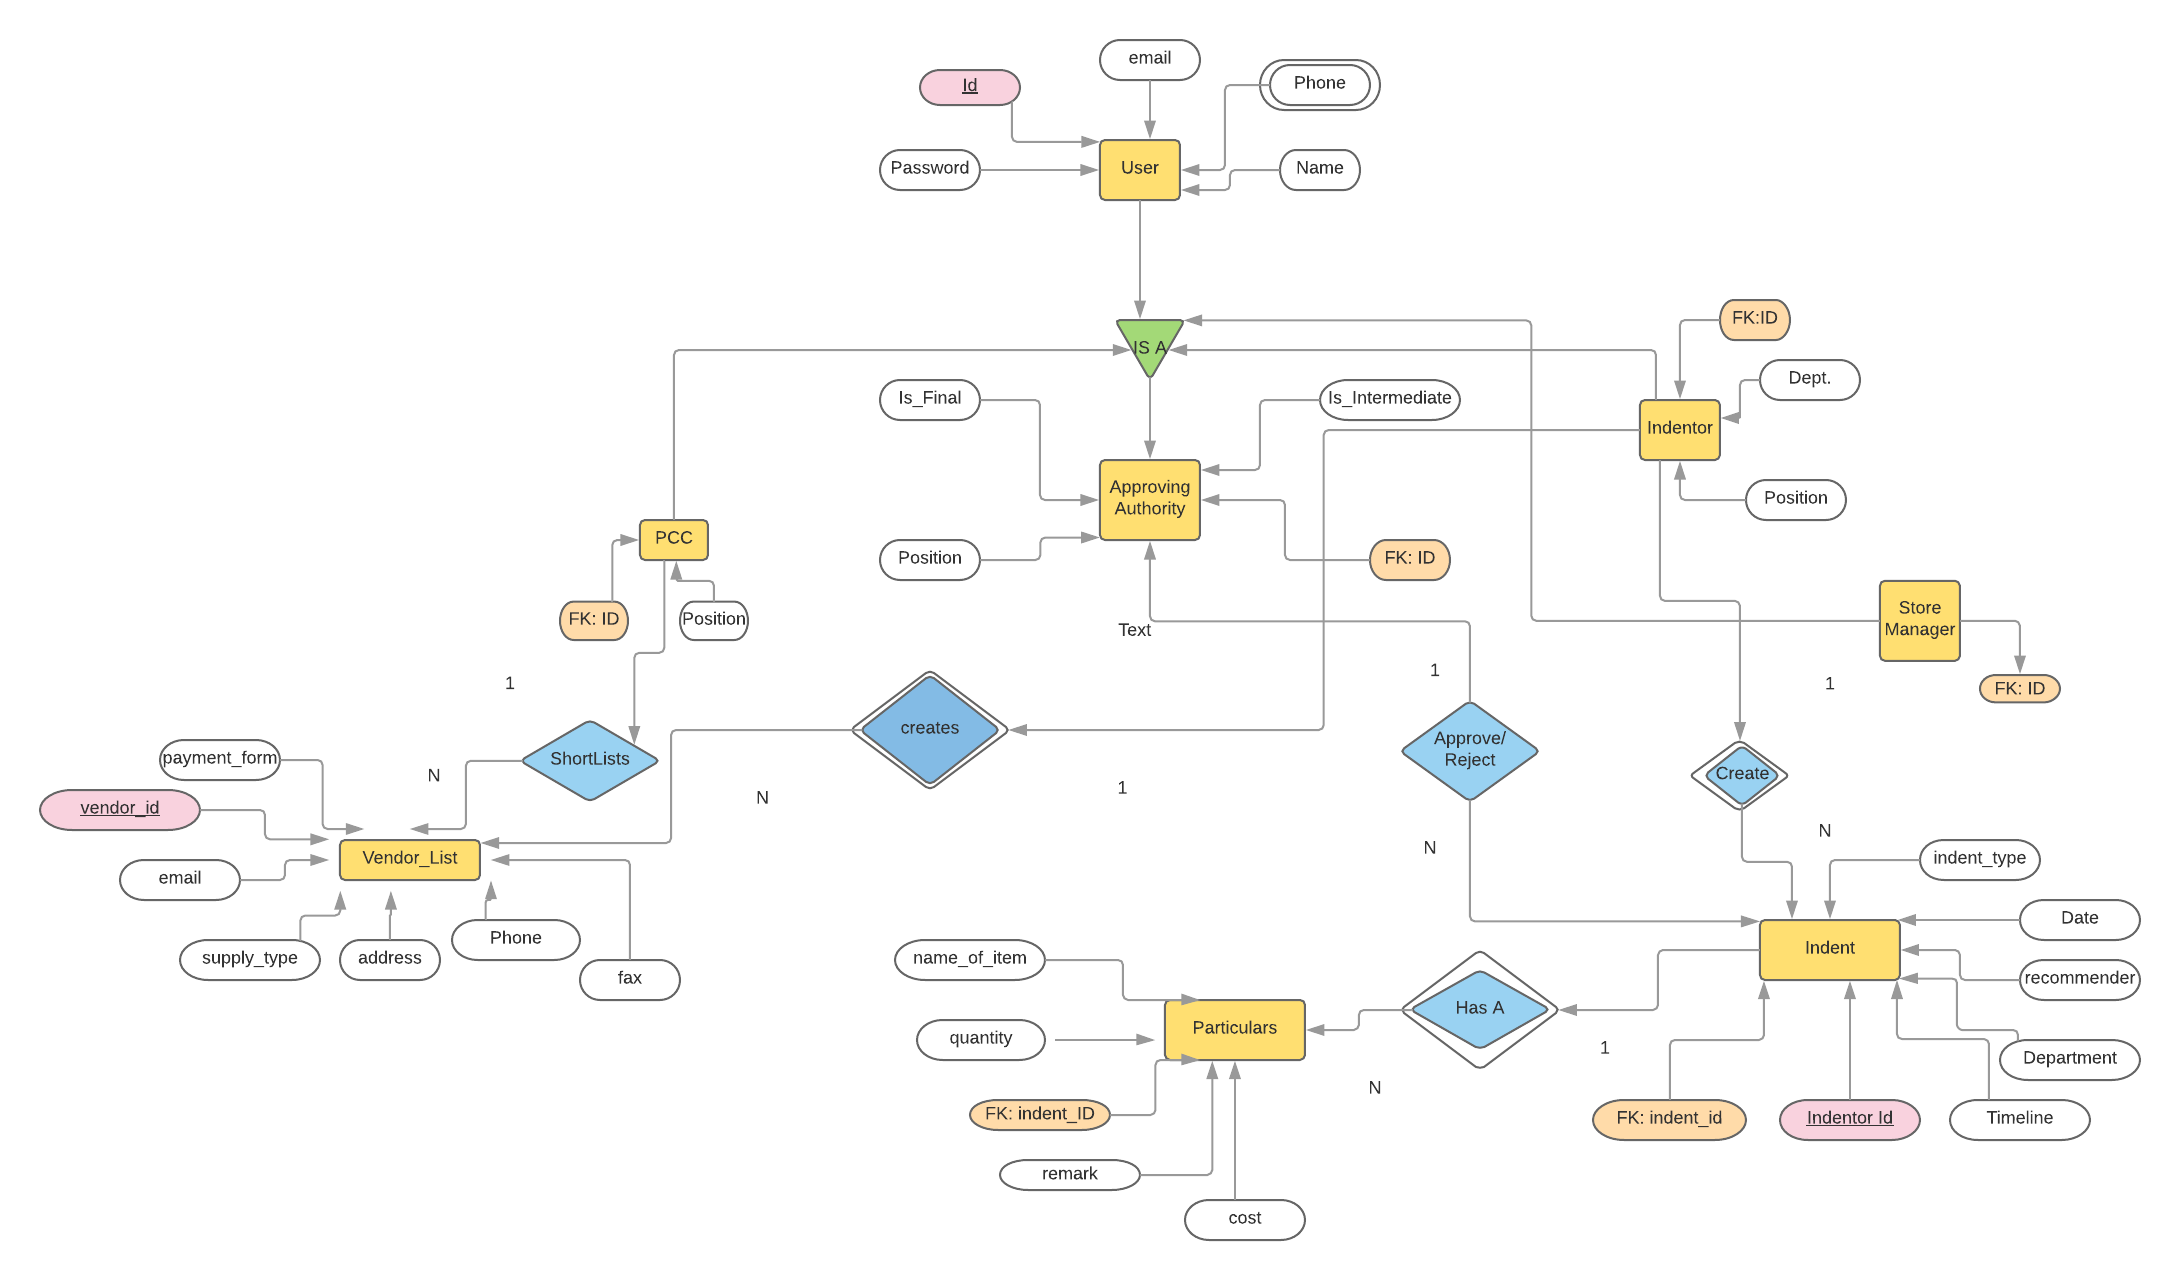 email
Id
Phone
Password
User
Name
FK:ID
IS A
Dept.
Is_Final
Is_Intermediate
Indentor
Approving
Authority
Position
PCC
Position
FK: ID
FK: ID
Position
Store
Manager
Text
1
1
1
FK: ID
creates
Approve/
Reject
ShortLists
payment_form
N
Create
vendor_id
N
1
N
N
Vendor_List
indent_type
email
Phone
Date
supply_type
address
fax
name_of_item
Indent
recommender
Particulars
Has A
quantity
1
Department
N
FK: indent_ID
FK: indent_id
Indentor Id
Timeline
remark
cost